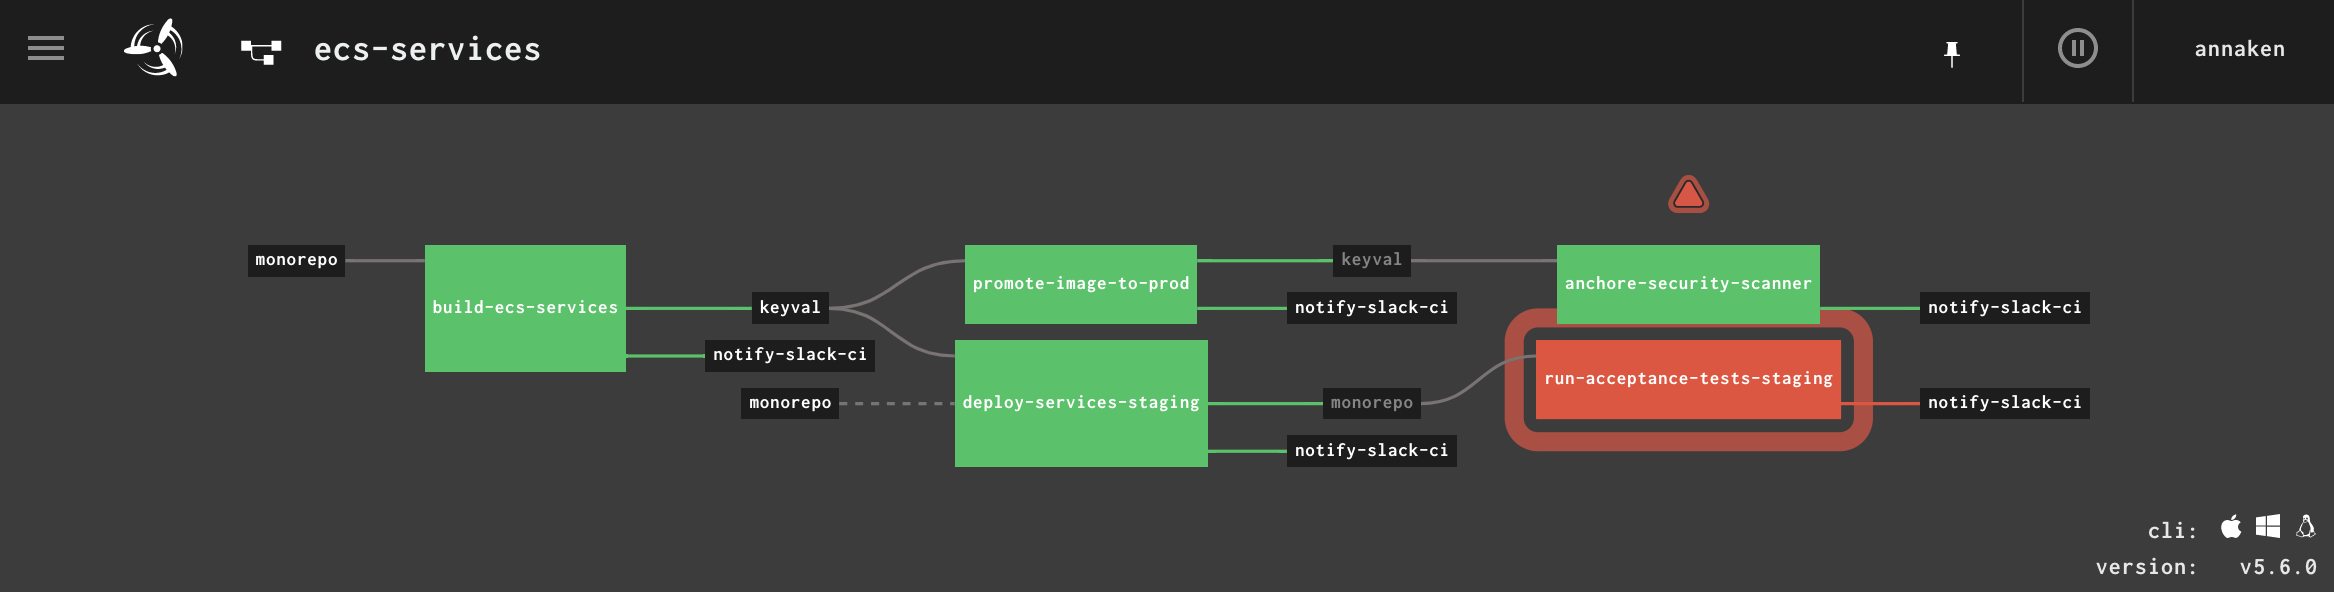 ecs-services
annaken
monorepo
build-ecs-services
keyval
notify-slack-ci
monorepo
promote-image-to-prod
keyval
notify-slack-ci
deploy-services-staging
monorepo
notify-slack-ci
anchore-security-scanner
notify-slack-ci
run-acceptance-tests-staging
notify-slack-ci
cli:
version: v5.6.0